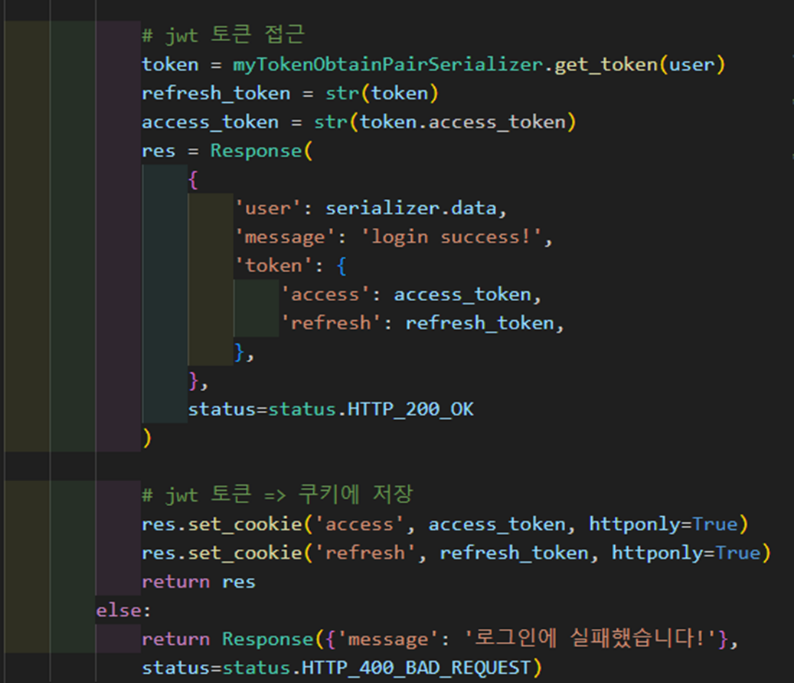 # jwt 토큰 접근
token = myTokenObtainPairSerializer.get_token(user)
refresh_token = str(token)
access_token = str(token.access_token)
res = Response(
{
'user': serializer.data,
'message': 'login success!',
'token': {
'access': access_token,
'refresh': refresh_token,
},
},
status=status.HTTP_200_OK
)
# jwt 토큰 => 쿠키에 저장
res.set_cookie('access', access_token, httponly=True)
res.set_cookie('refresh', refresh_token, httponly=True)
return res
else:
return Response({'message': '로그인에 실패했습니다!'},
status=status.HTTP_400_BAD_REQUEST)